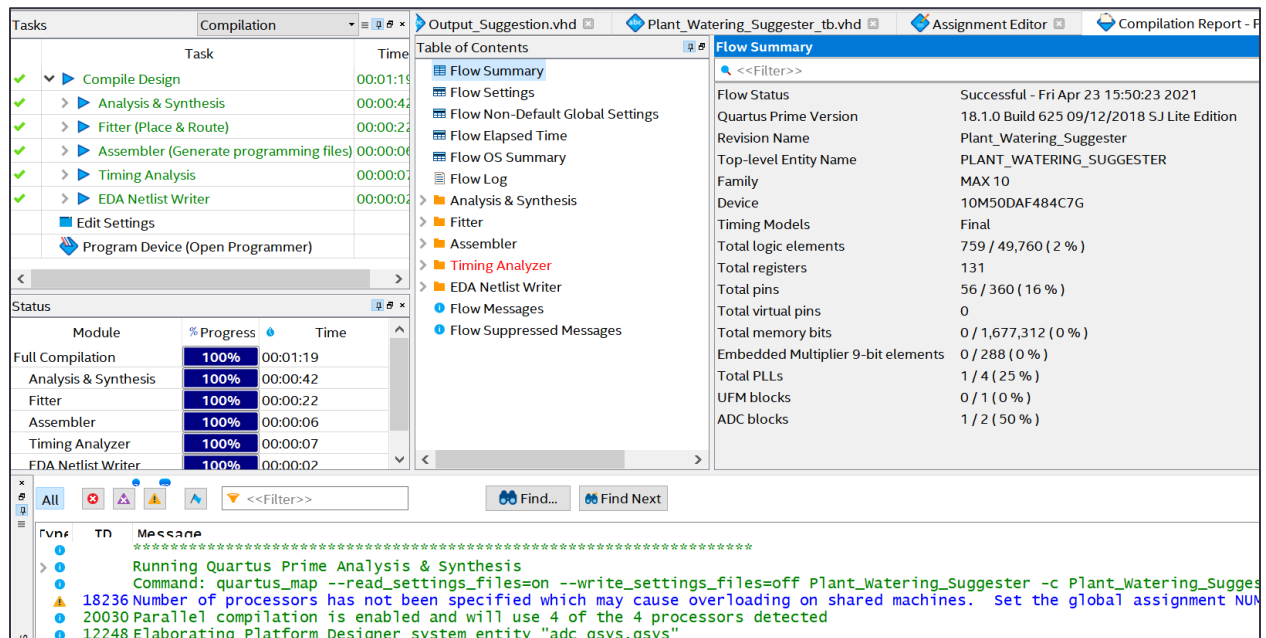 Tasks Compilation
Task Time
Compile Design 00:01:19
Analysis & Synthesis 00:00:42
Fitter (Place & Route) 00:00:22
Assembler (Generate programming files) 00:00:06
Timing Analysis 00:00:07
EDA Netlist Writer 00:00:02
Edit Settings
Program Device (Open Programmer)
Status
Module % Progress Time
Full Compilation 100% 00:01:19
Analysis & Synthesis 100% 00:00:42
Fitter 100% 00:00:22
Assembler 100% 00:00:06
Timing Analyzer 100% 00:00:07
EDA Netlist Writer 100% 00:00:02
Output_Suggestion.vhd Plant_Watering_Suggester_tb.vhd Assignment Editor Compilation Report - P
Table of Contents
Flow Summary
Flow Settings
Flow Non-Default Global Settings
Flow Elapsed Time
Flow OS Summary
Flow Log
Analysis & Synthesis
Fitter
Assembler
Timing Analyzer
EDA Netlist Writer
Flow Messages
Flow Suppressed Messages
Flow Summary
<<Filter>>
Flow Status Successful - Fri Apr 23 15:50:23 2021
Quartus Prime Version 18.1.0 Build 625 09/12/2018 SJ Lite Edition
Revision Name Plant_Watering_Suggester
Top-level Entity Name PLANT_WATERING_SUGGESTER
Family MAX 10
Device 10M50DAF484C7G
Timing Models Final
Total logic elements 759 / 49,760 ( 2 % )
Total registers 131
Total pins 56 / 360 ( 16 % )
Total virtual pins 0
Total memory bits 0 / 1,677,312 ( 0 % )
Embedded Multiplier 9-bit elements 0 / 288 ( 0 % )
Total PLLs 1 / 4 ( 25 % )
UFM blocks 0 / 1 ( 0 % )
ADC blocks 1 / 2 ( 50 % )
All <<Filter>> Find... Find Next
Type ID Message
*******************************************************************
Running Quartus Prime Analysis & Synthesis
Command: quartus_map --read_settings_files=on --write_settings_files=off Plant_Watering_Suggester -c Plant_Watering_Sugges
18236 Number of processors has not been specified which may cause overloading on shared machines. Set the global assignment NUM
20030 Parallel compilation is enabled and will use 4 of the 4 processors detected
12248 Elaborating Platform Designer system entity "adc_qsys.qsys"